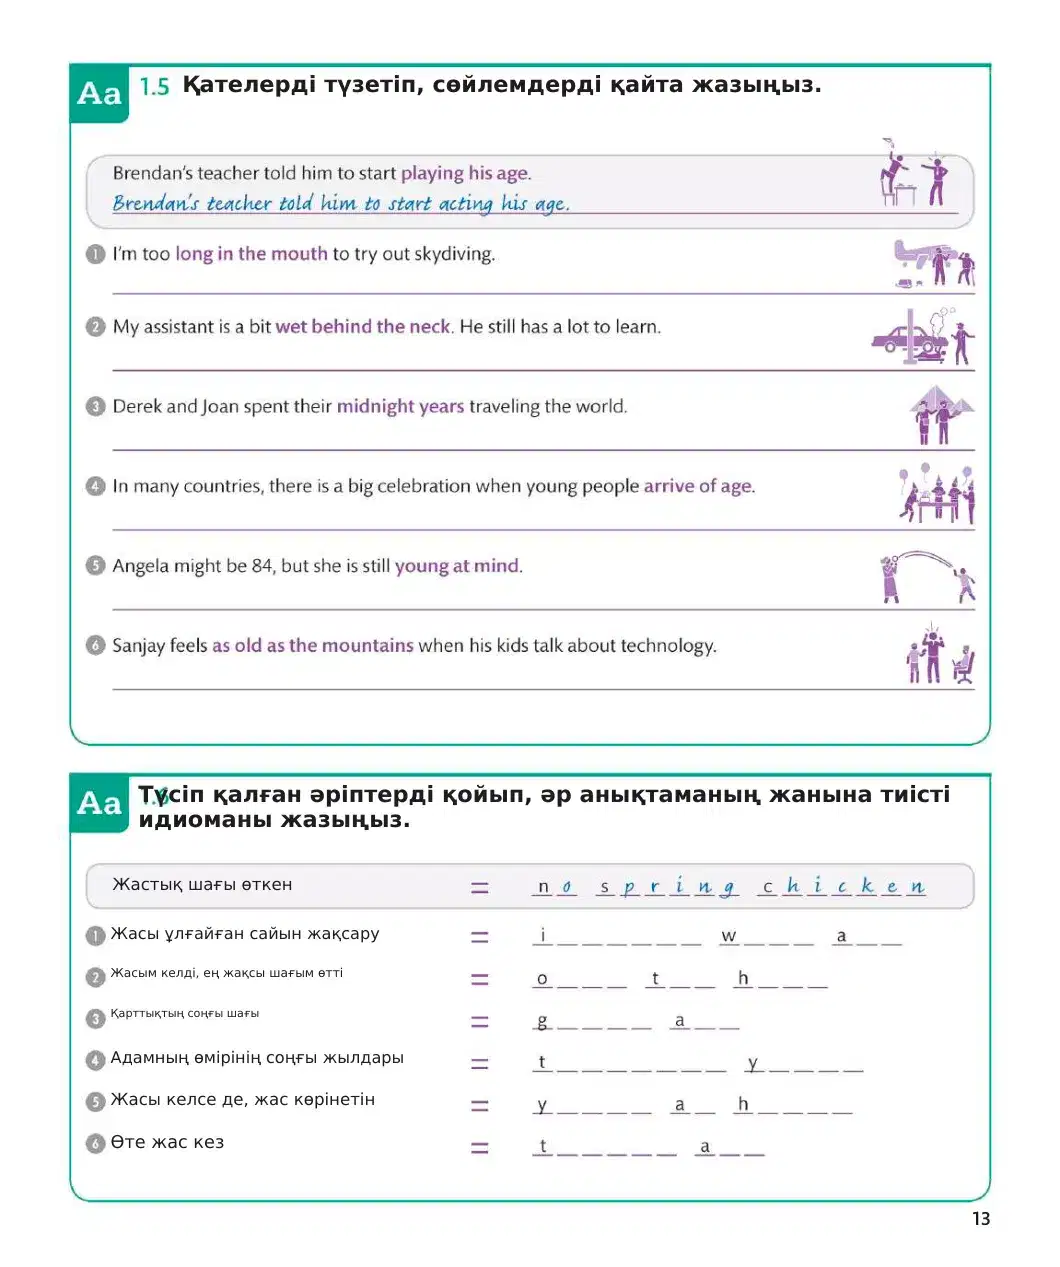 Aa 1.5 Қателерді түзетіп, сөйлемдерді қайта жазыңыз.
Brendan's teacher told him to start playing his age.
Brendan's teacher told him to start acting his age.
1 I'm too long in the mouth to try out skydiving.
2 My assistant is a bit wet behind the neck. He still has a lot to learn.
3 Derek and Joan spent their midnight years traveling the world.
4 In many countries, there is a big celebration when young people arrive of age.
5 Angela might be 84, but she is still young at mind.
6 Sanjay feels as old as the mountains when his kids talk about technology.
Aa Түсіп қалған әріптерді қойып, әр анықтаманың жанына тиісті
идиоманы жазыңыз.
Жастық шағы өткен = no spring chicken
1 Жасы ұлғайған сайын жақсару = i _ _ _ _ _ _ w _ _ _ a _ _
2 Жасым келді, ең жақсы шағым өтті = o _ _ _ t _ _ h _ _ _
3 Қарттықтың соңғы шағы = g _ _ _ _ a _ _
4 Адамның өмірінің соңғы жылдары = t _ _ _ _ _ _ _ y _ _ _ _
5 Жасы келсе де, жас көрінетін = y _ _ _ _ a _ h _ _ _ _
6 Өте жас кез = t _ _ _ _ _ a _ _
13